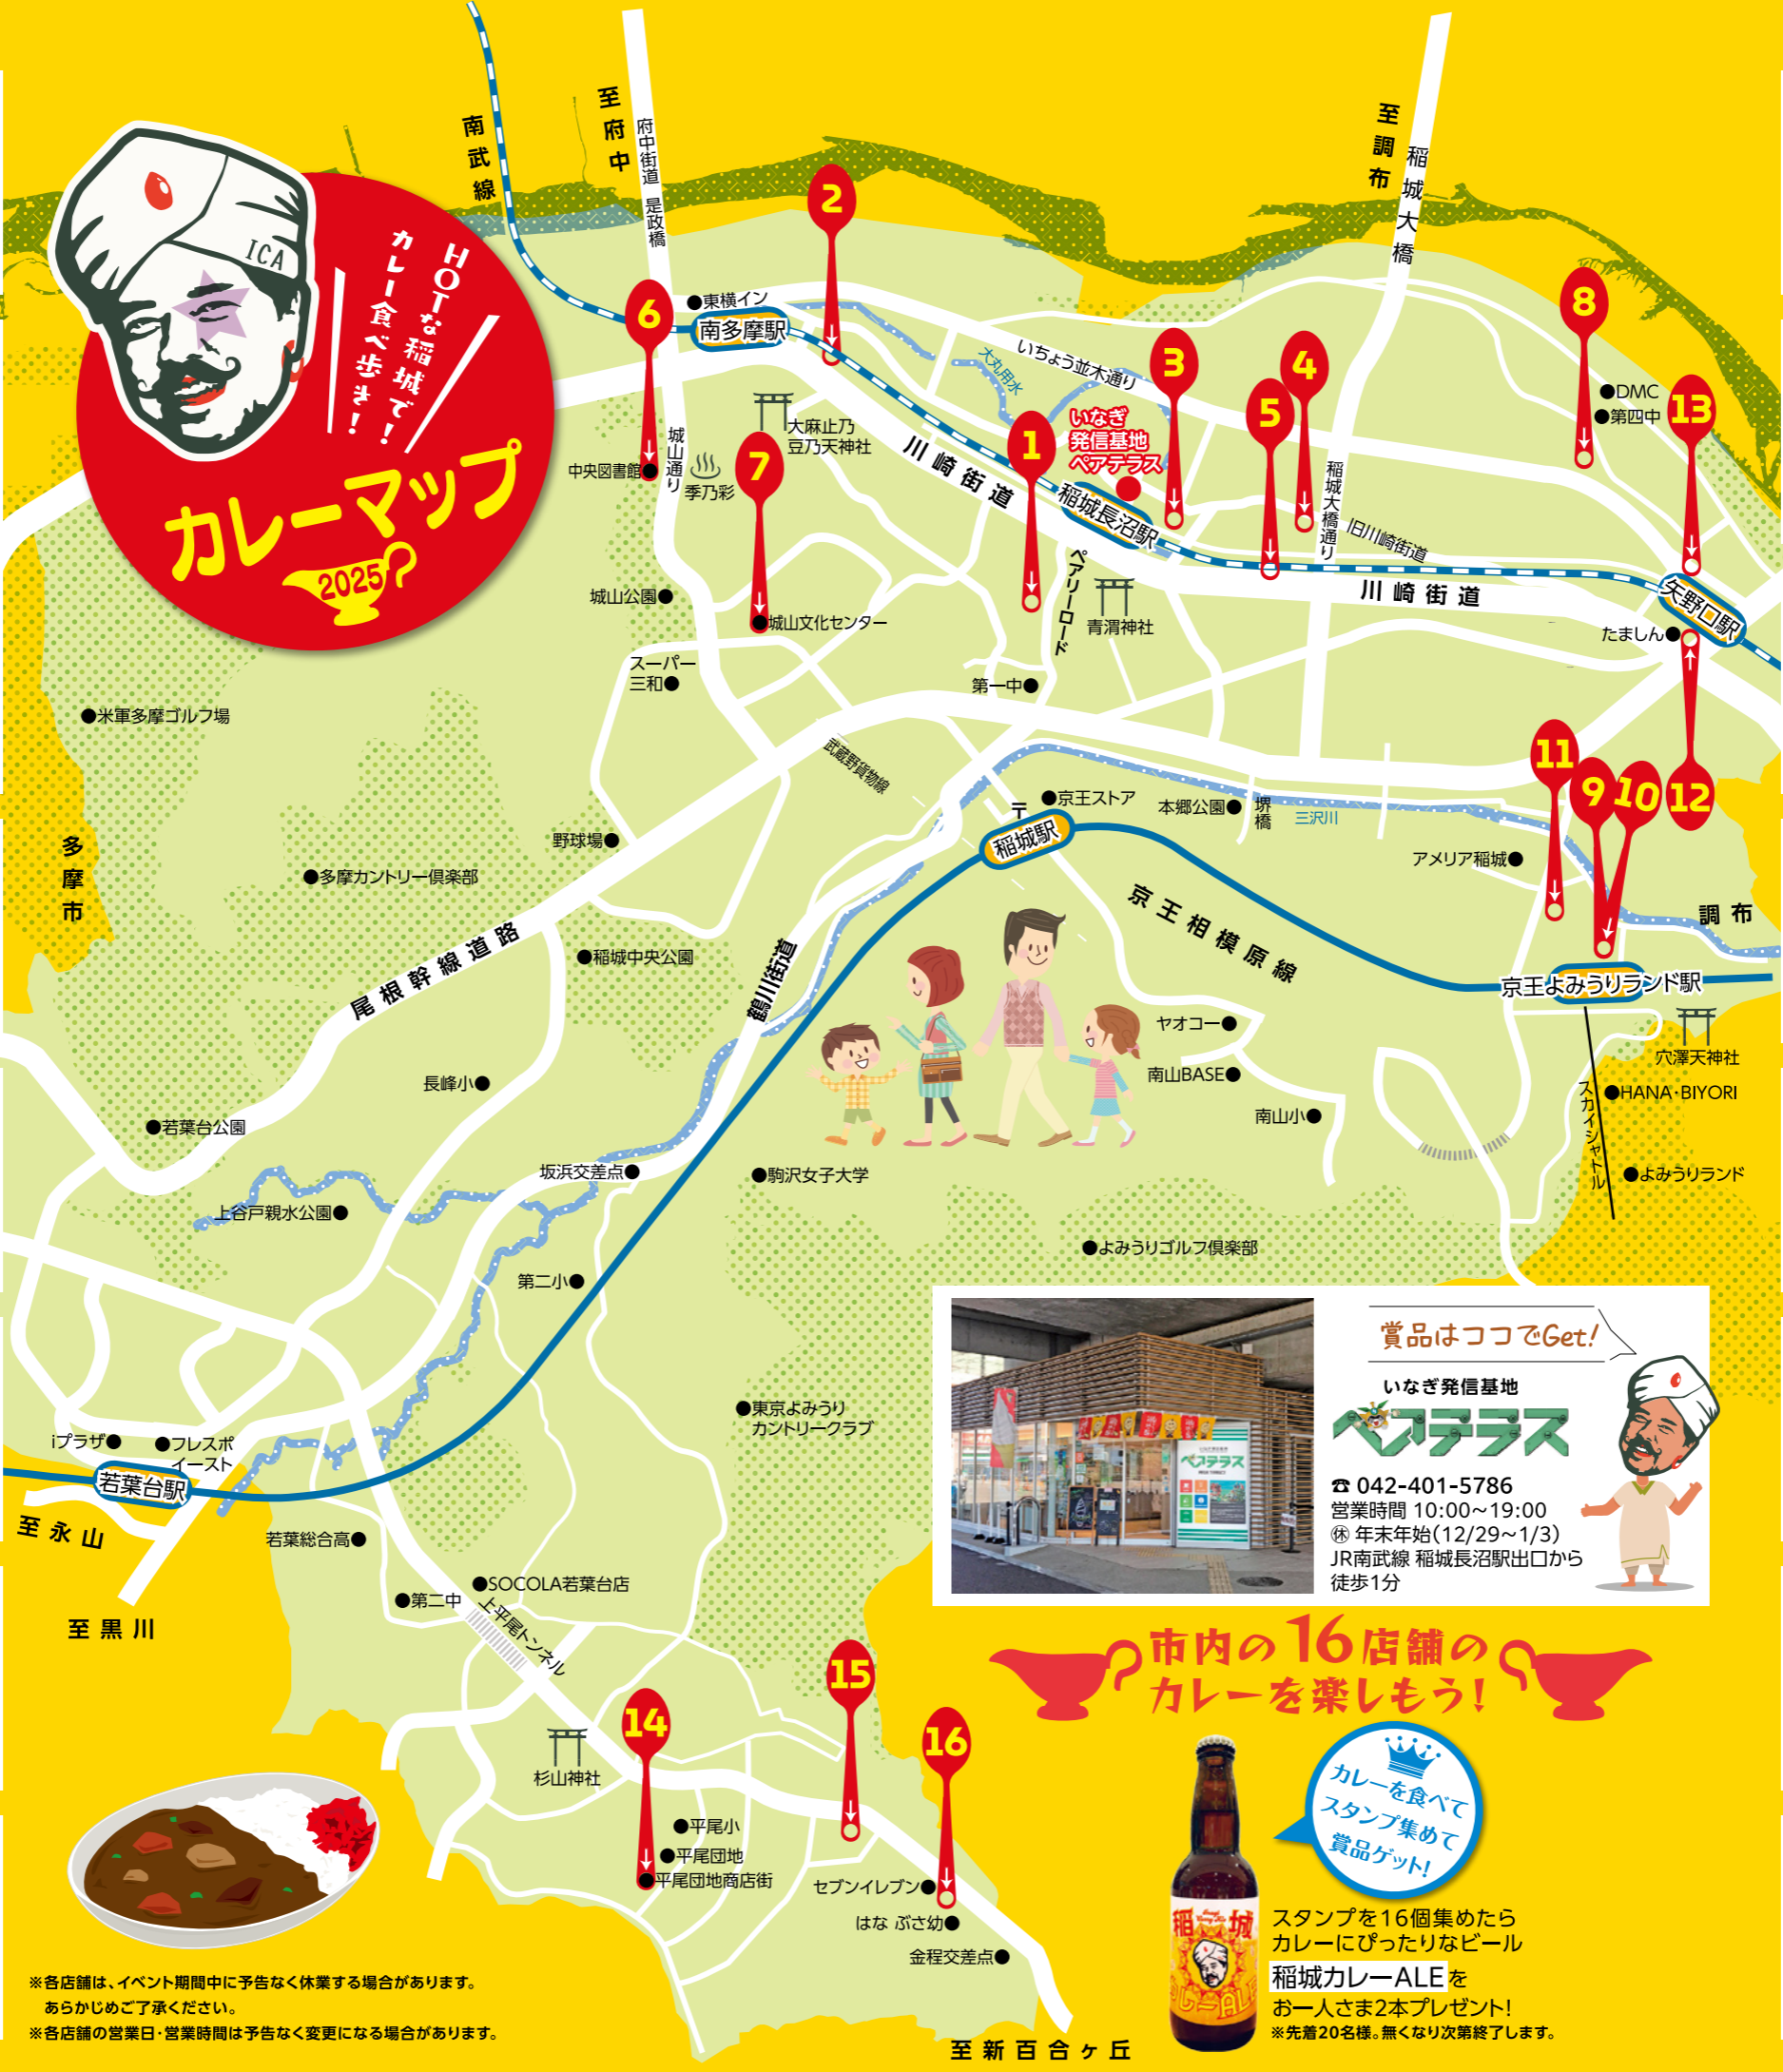 ICA
HOTな稲城で!
カレー食べ歩き!
カレーマップ
2025
南武線
至府中
府中街道 是政橋
至調布
稲城大橋
2
6
東横イン
南多摩駅
大丸用水
いちょう並木通り
3
4
5
8
DMC
第四中
13
大麻止乃
豆乃天神社
1
いなぎ
発信基地
ペアテラス
川崎街道
稲城長沼駅
中央図書館
城山通り
季乃彩
7
稲城大橋通り
旧川崎街道
川崎街道
矢野口駅
たましん
城山公園
城山文化センター
ペアリーロード
青渭神社
スーパー
三和
第一中
米軍多摩ゴルフ場
武蔵野貨物線
11
9
10
12
京王ストア
〒
本郷公園
堺橋
三沢川
稲城駅
多摩市
野球場
多摩カントリー倶楽部
アメリア稲城
京王相模原線
調布
尾根幹線道路
稲城中央公園
鶴川街道
京王よみうりランド駅
ヤオコー
穴澤天神社
長峰小
南山BASE
HANA・BIYORI
若葉台公園
南山小
スカイシャトル
坂浜交差点
駒沢女子大学
よみうりランド
上谷戸親水公園
よみうりゴルフ倶楽部
第二小
賞品はココでGet!
いなぎ発信基地
ペアテラス
ペアテラス
☎ 042-401-5786
営業時間 10:00〜19:00
㊡ 年末年始(12/29〜1/3)
JR南武線 稲城長沼駅出口から
徒歩1分
東京よみうり
カントリークラブ
iプラザ
フレスポ
イースト
若葉台駅
至永山
若葉総合高
至黒川
第二中
SOCOLA若葉台店
上平尾トンネル
市内の16店舗の
カレーを楽しもう!
14
15
16
杉山神社
平尾小
平尾団地
平尾団地商店街
セブンイレブン
はな ぶさ幼
金程交差点
至新百合ヶ丘
カレーを食べて
スタンプ集めて
賞品ゲット!
稲城
カレーALE
スタンプを16個集めたら
カレーにぴったりなビール
稲城カレーALEを
お一人さま2本プレゼント!
※先着20名様。無くなり次第終了します。
※各店舗は、イベント期間中に予告なく休業する場合があります。
あらかじめご了承ください。
※各店舗の営業日・営業時間は予告なく変更になる場合があります。